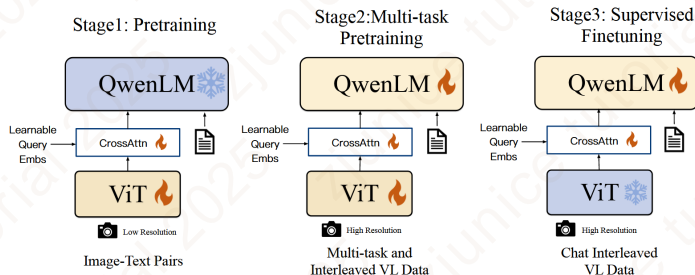 Stage1: Pretraining
QwenLM
Learnable
Query
Embs
CrossAttn
ViT
Low Resolution
Image-Text Pairs
Stage2:Multi-task
Pretraining
QwenLM
Learnable
Query
Embs
CrossAttn
ViT
High Resolution
Multi-task and
Interleaved VL Data
Stage3: Supervised
Finetuning
QwenLM
Learnable
Query
Embs
CrossAttn
ViT
High Resolution
Chat Interleaved
VL Data